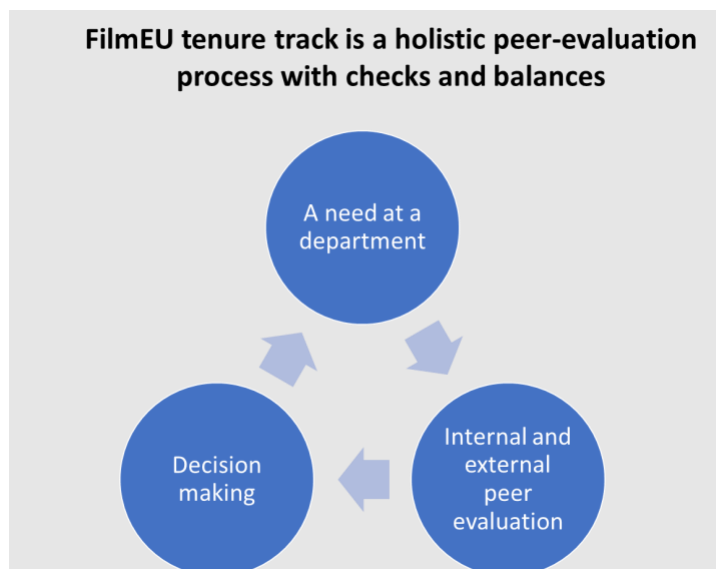 FilmEU tenure track is a holistic peer-evaluation
process with checks and balances
A need at a
department
Internal and
external
peer
evaluation
Decision
making